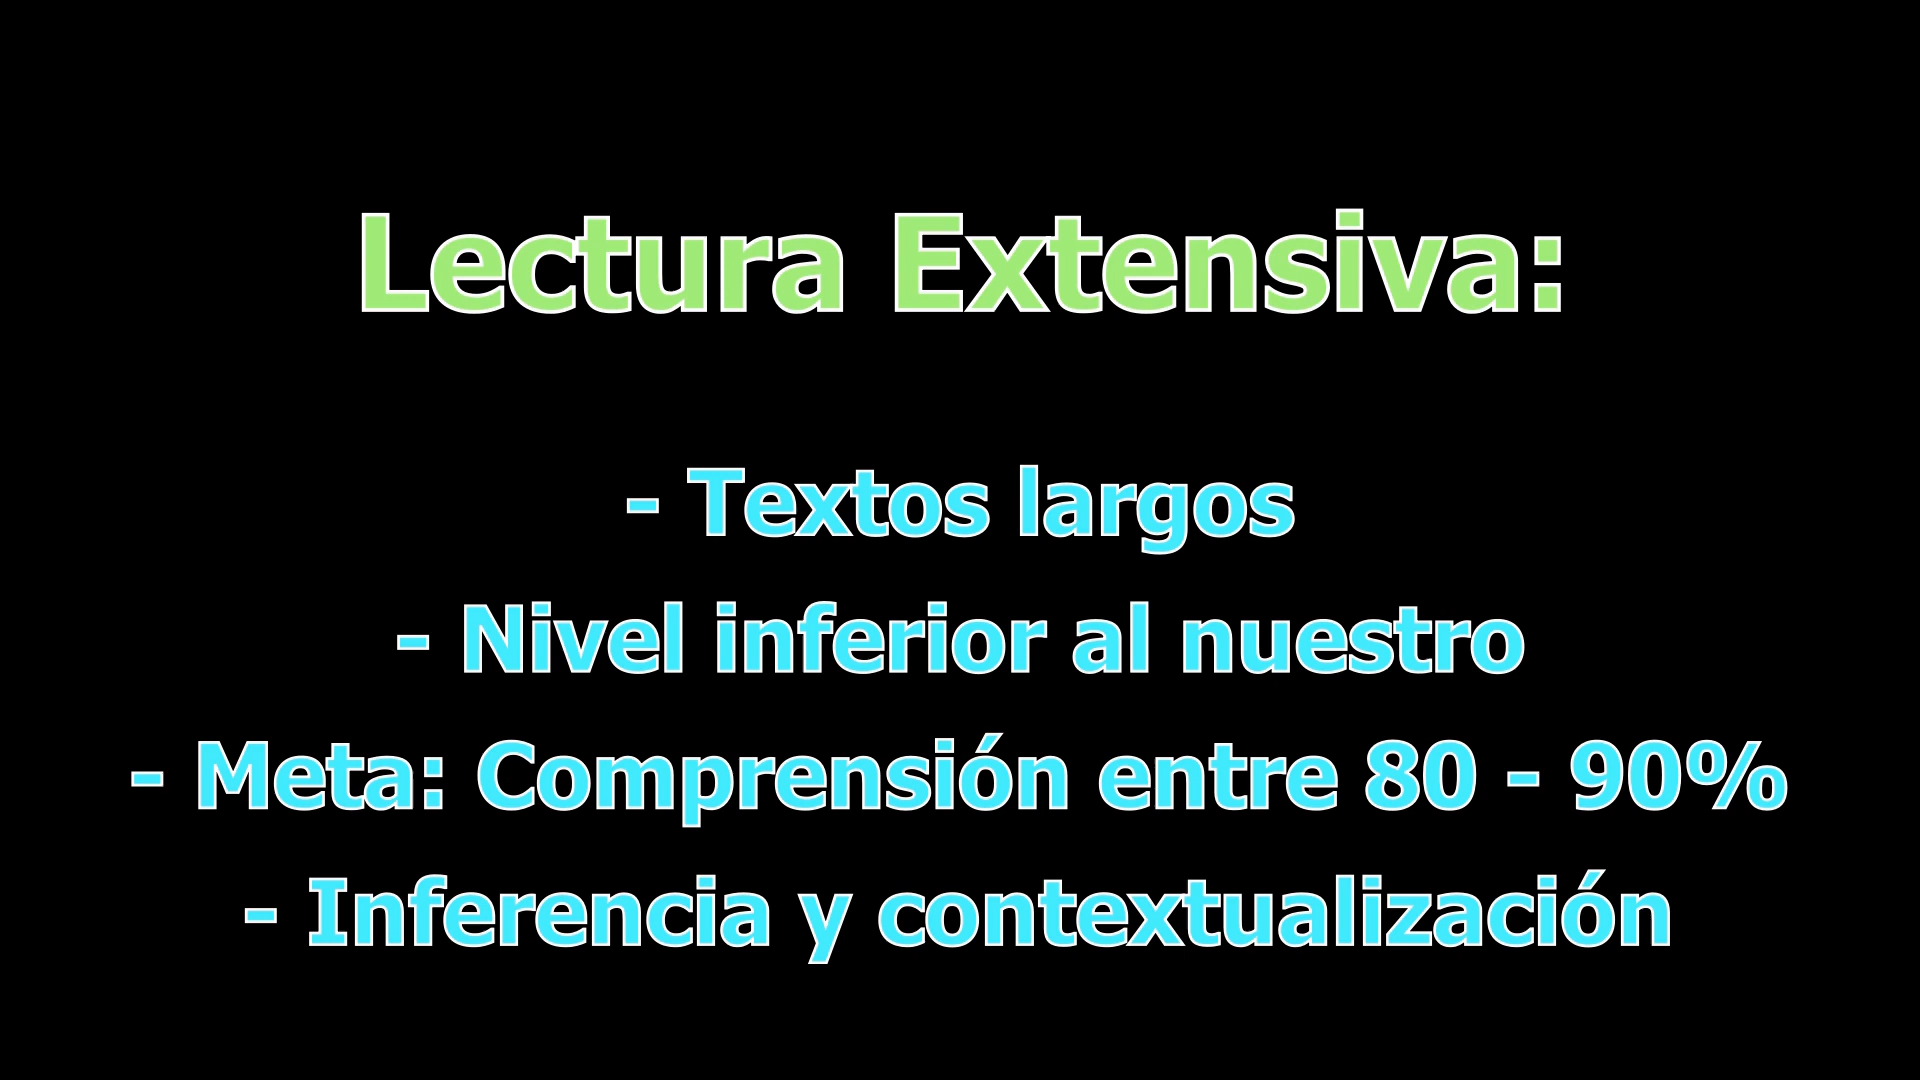 Lectura Extensiva:
- Textos largos
- Nivel inferior al nuestro
- Meta: Comprensión entre 80 - 90%
- Inferencia y contextualización